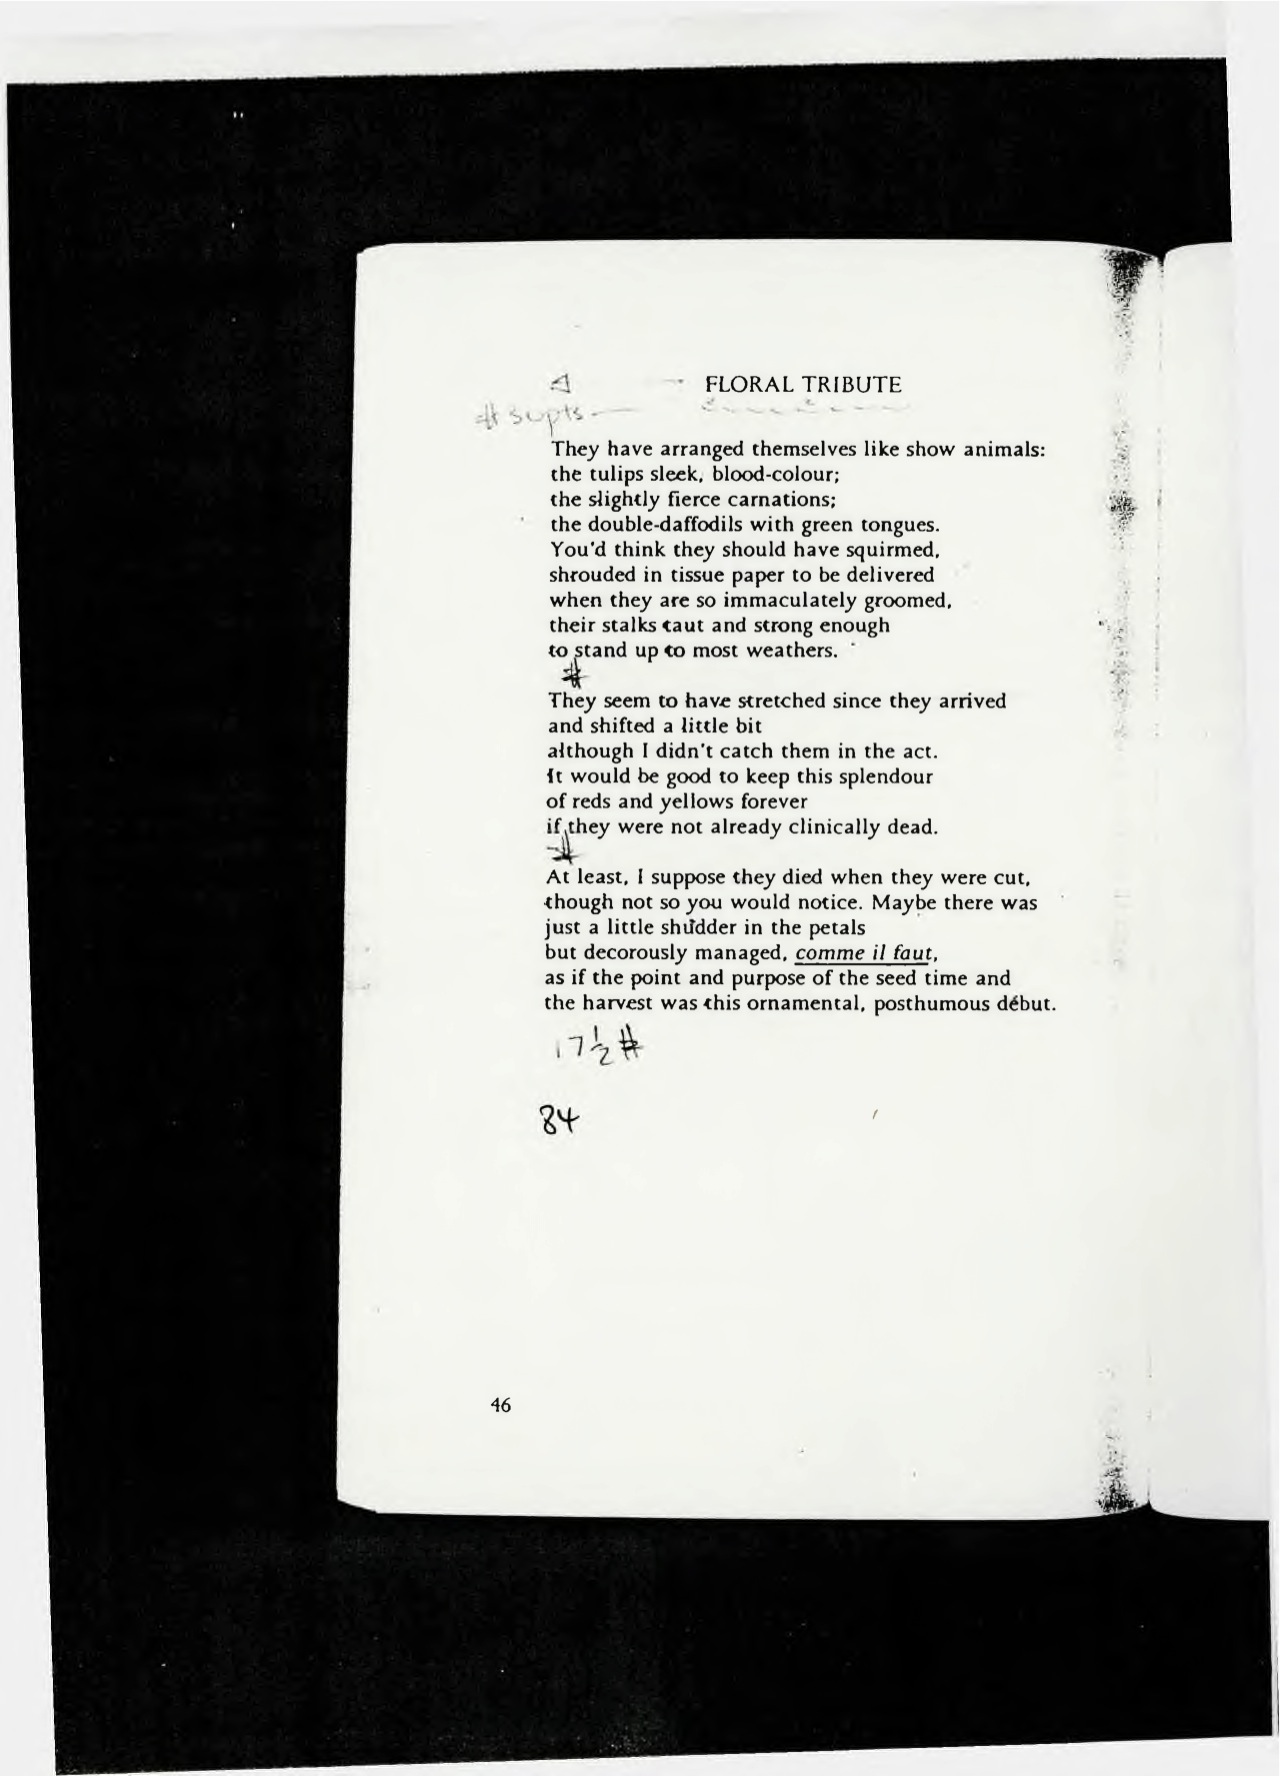 FLORAL TRIBUTE
# 3 upts
They have arranged themselves like show animals:
the tulips sleek, blood-colour;
the slightly fierce carnations;
the double-daffodils with green tongues.
You'd think they should have squirmed,
shrouded in tissue paper to be delivered
when they are so immaculately groomed,
their stalks taut and strong enough
to stand up to most weathers.
#
They seem to have stretched since they arrived
and shifted a little bit
although I didn't catch them in the act.
It would be good to keep this splendour
of reds and yellows forever
if they were not already clinically dead.
#
At least, I suppose they died when they were cut,
though not so you would notice. Maybe there was
just a little shudder in the petals
but decorously managed, comme il faut,
as if the point and purpose of the seed time and
the harvest was this ornamental, posthumous début.
17½ #
84
46